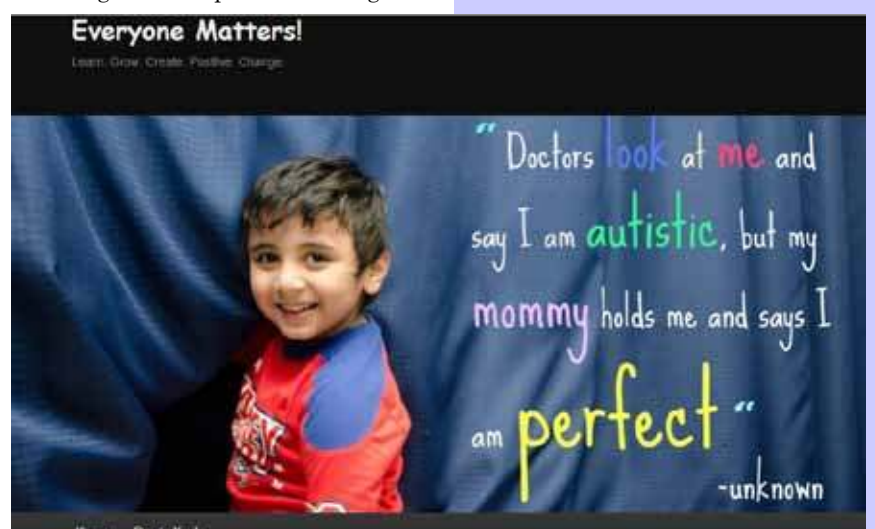 Everyone Matters!
Learn. Grow. Create. Positive. Change.
“ Doctors look at me and
say I am autistic, but my
mommy holds me and says I
am perfect “
-unknown